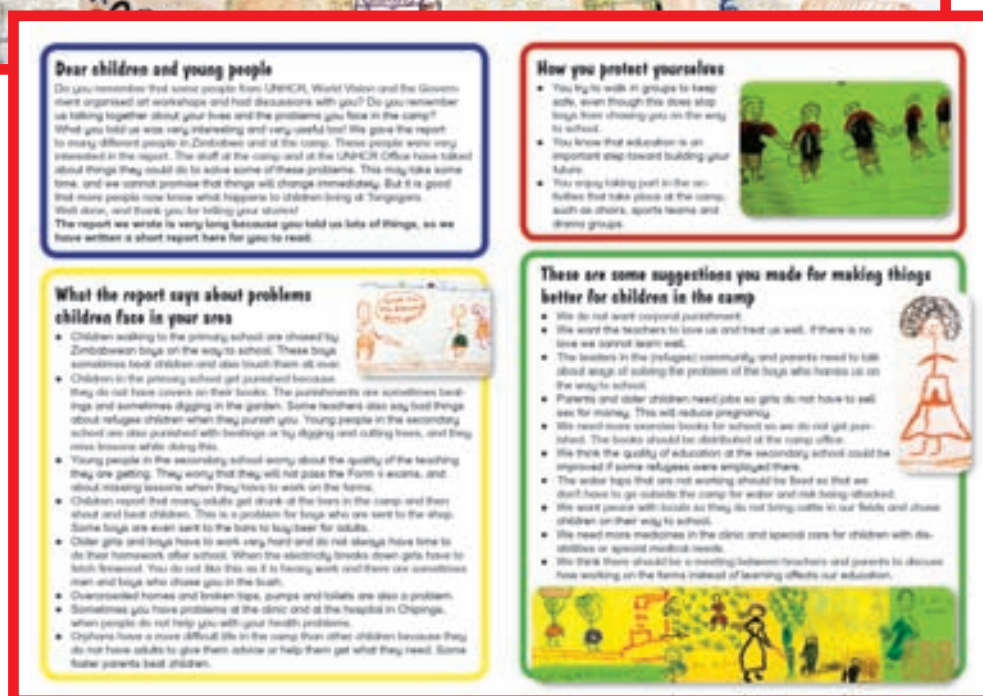 Dear children and young people
Do you remember that some people from UNHCR, World Vision and the Govern-
ment organised art workshops and had discussions with you? Do you remember
us talking together about your lives and the problems you face in the camp?
What you told us was very interesting and very useful too! We gave the report
to many different people in Zimbabwe and at the camp. These people were very
interested in the report. The staff at the camp and at the UNHCR Office have talked
about things they could do to solve some of these problems. This may take some
time, and we cannot promise that things will change immediately. But it is good
that more people now know what happens to children living at Tongogara.
Well done, and thank you for telling your stories!
The report we wrote is very long because you told us lots of things, so we
have written a short report here for you to read.
What the report says about problems
children face in your area
• Children walking to the primary school are chased by
Zimbabwean boys on the way to school. These boys
sometimes beat children and also touch them all over.
• Children in the primary school get punished because
they do not have covers on their books. The punishments are sometimes beat-
ings and sometimes digging in the garden. Some teachers also say bad things
about refugee children when they punish you. Young people in the secondary
school are also punished with beatings or by digging and cutting trees, and they
miss lessons while doing this.
• Young people in the secondary school worry about the quality of the teaching
they are getting. They worry that they will not pass the Form 4 exams, and
about missing lessons when they have to work on the farms.
• Children report that many adults get drunk at the bars in the camp and then
shout and beat children. This is a problem for boys who are sent to the shop.
Some boys are even sent to the bars to buy beer for adults.
• Older girls and boys have to work very hard and do not always have time to
do their homework after school. When the electricity breaks down girls have to
fetch firewood. You do not like this as it is heavy work and there are sometimes
men and boys who chase you in the bush.
• Overcrowded homes and broken taps, pumps and toilets are also a problem.
• Sometimes you have problems at the clinic and at the hospital in Chipinge,
when people do not help you with your health problems.
• Orphans have a more difficult life in the camp than other children because they
do not have adults to give them advice or help them get what they need. Some
foster parents beat children.
How you protect yourselves
• You try to walk in groups to keep
safe, even though this does stop
boys from chasing you on the way
to school.
• You know that education is an
important step toward building your
future.
• You enjoy taking part in the ac-
tivities that take place at the camp,
such as choirs, sports teams and
drama groups.
These are some suggestions you made for making things
better for children in the camp
• We do not want corporal punishment.
• We want the teachers to love us and treat us well. If there is no
love we cannot learn well.
• The leaders in the (refugee) community and parents need to talk
about ways of solving the problem of the boys who harass us on
the way to school.
• Parents and older children need jobs so girls do not have to sell
sex for money. This will reduce pregnancy.
• We need more exercise books for school so we do not get pun-
ished. The books should be distributed at the camp office.
• We think the quality of education at the secondary school could be
improved if some refugees were employed there.
• The water taps that are not working should be fixed so that we
don't have to go outside the camp for water and risk being attacked.
• We want peace with locals so they do not bring cattle in our fields and chase
children on their way to school.
• We need more medicines in the clinic and special care for children with dis-
abilities or special medical needs.
• We think there should be a meeting between teachers and parents to discuss
how working on the farms instead of learning affects our education.